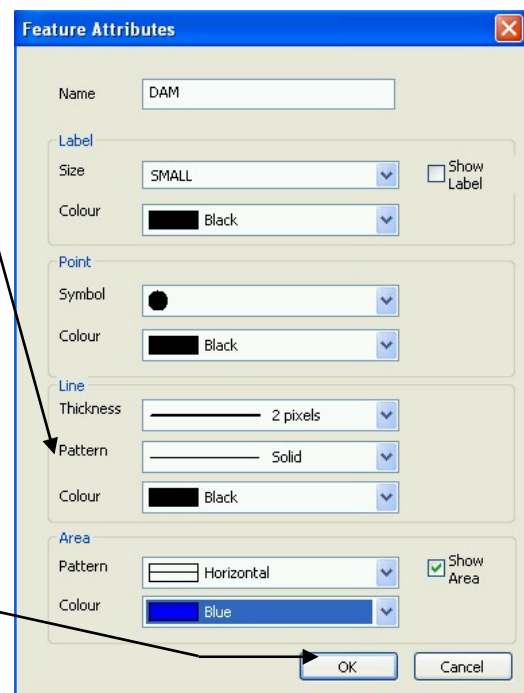 Feature Attributes
Name DAM
Label
Size SMALL Show Label
Colour Black
Point
Symbol
Colour Black
Line
Thickness 2 pixels
Pattern Solid
Colour Black
Area
Pattern Horizontal Show Area
Colour Blue
OK Cancel